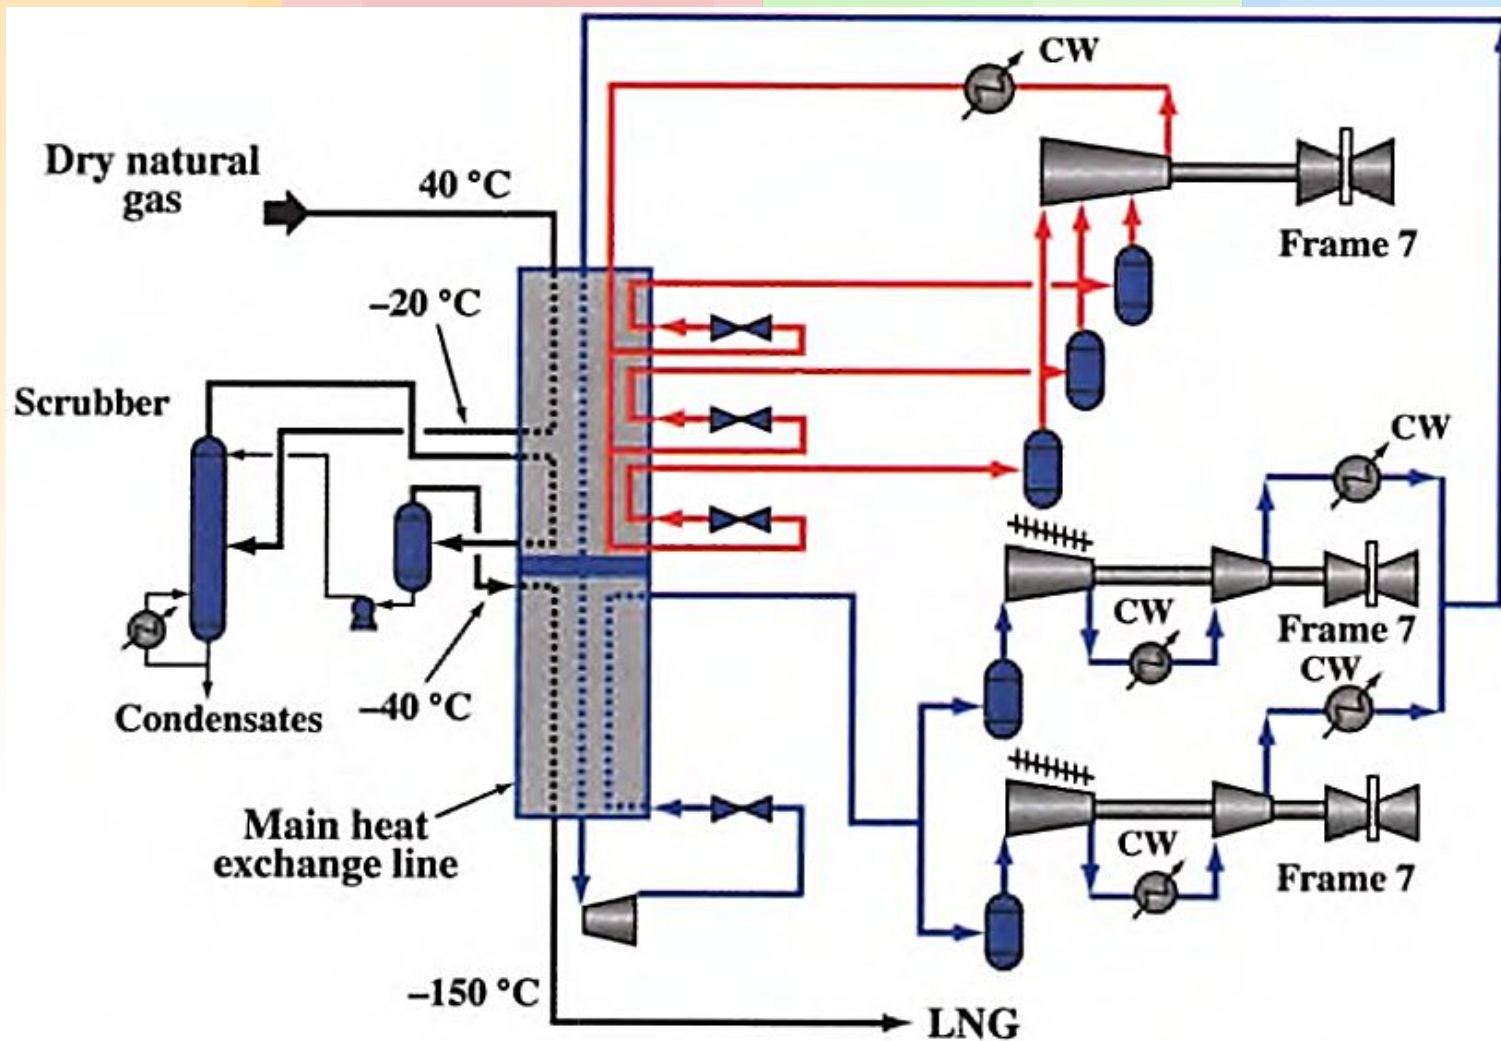 CW
Dry natural
gas
40 °C
Frame 7
–20 °C
Scrubber
CW
CW
Frame 7
CW
–40 °C
Condensates
Main heat
exchange line
CW
Frame 7
–150 °C
LNG